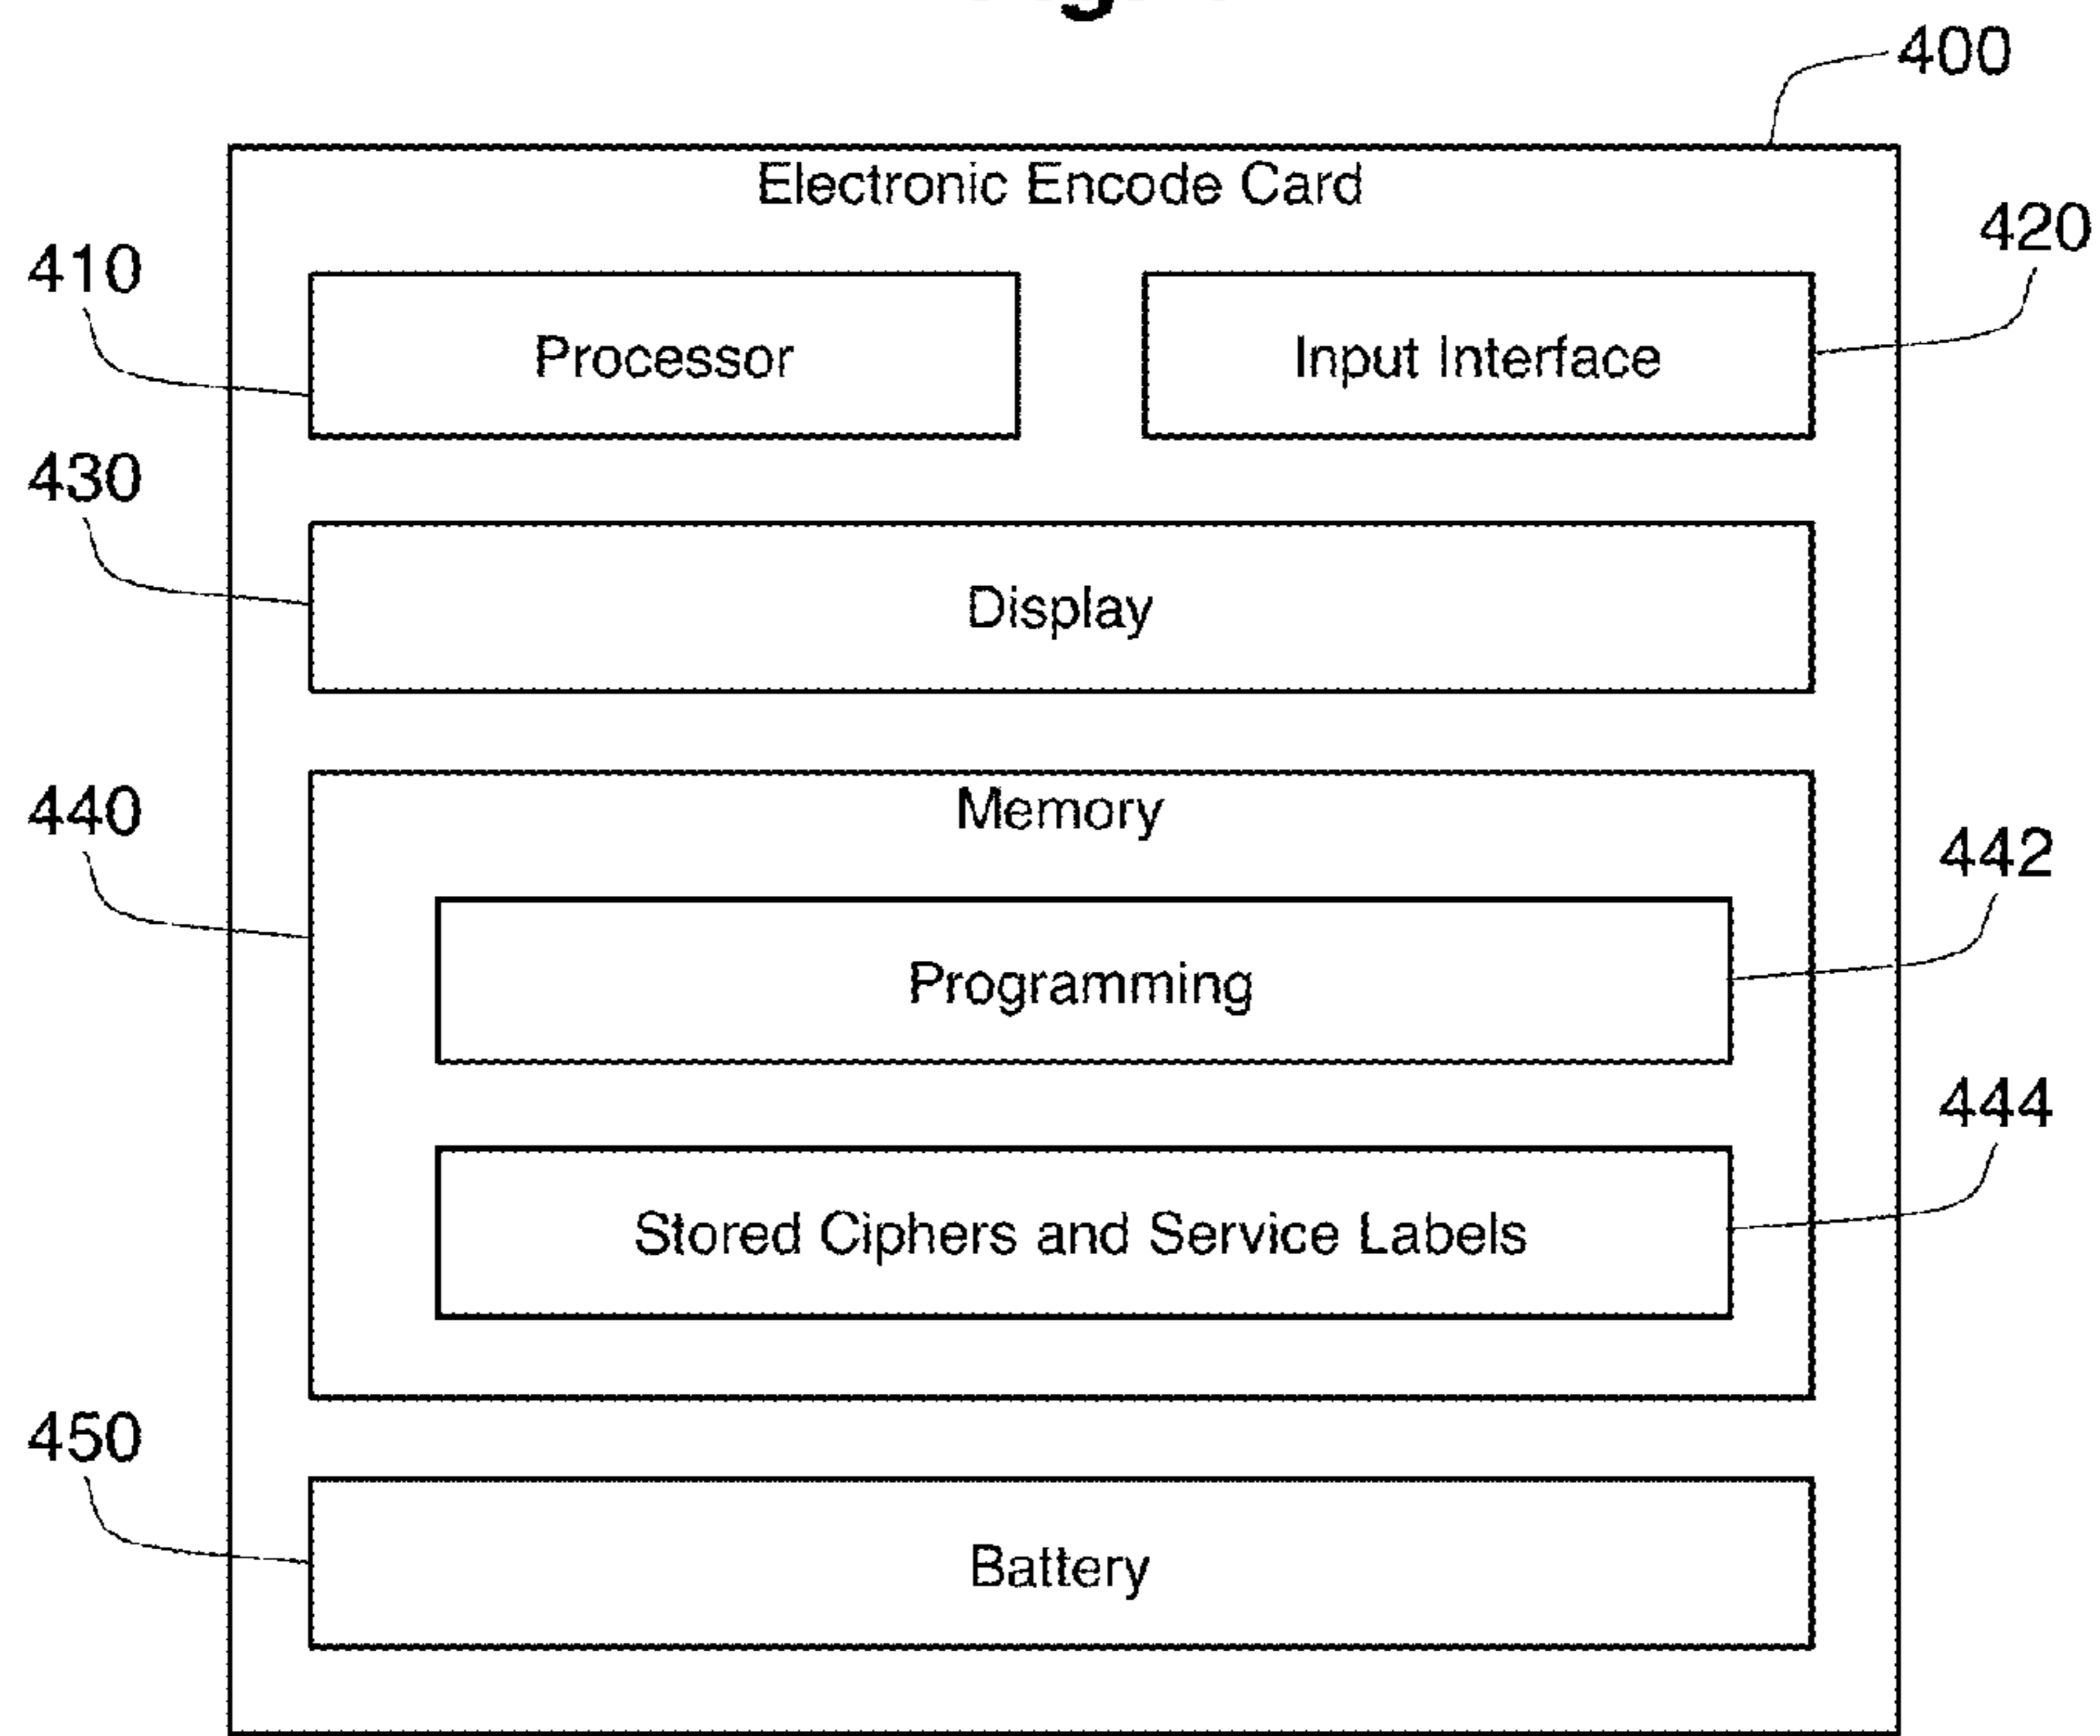 400
Electronic Encode Card
410
420
Processor
Input Interface
430
Display
440
Memory
442
Programming
444
Stored Ciphers and Service Labels
450
Battery